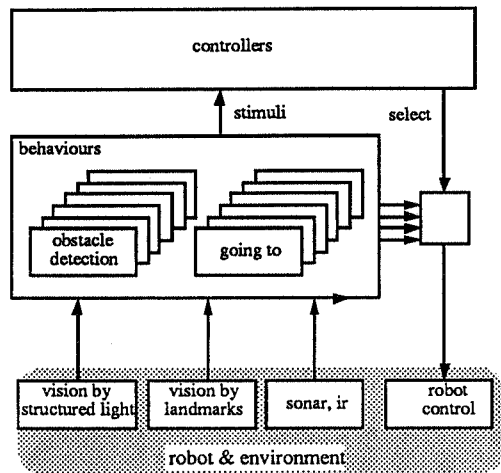 controllers
stimuli
select
behaviours
obstacle
detection
going to
vision by
structured light
vision by
landmarks
sonar, ir
robot
control
robot & environment